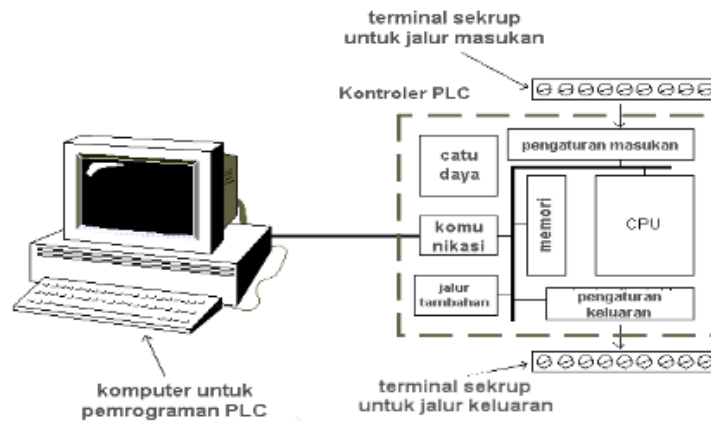 terminal sekrup
untuk jalur masukan
Kontroler PLC
pengaturan masukan
catu
daya
komu
nikasi
memori
CPU
jalur
tambahan
pengaturan
keluaran
komputer untuk
pemrograman PLC
terminal sekrup
untuk jalur keluaran